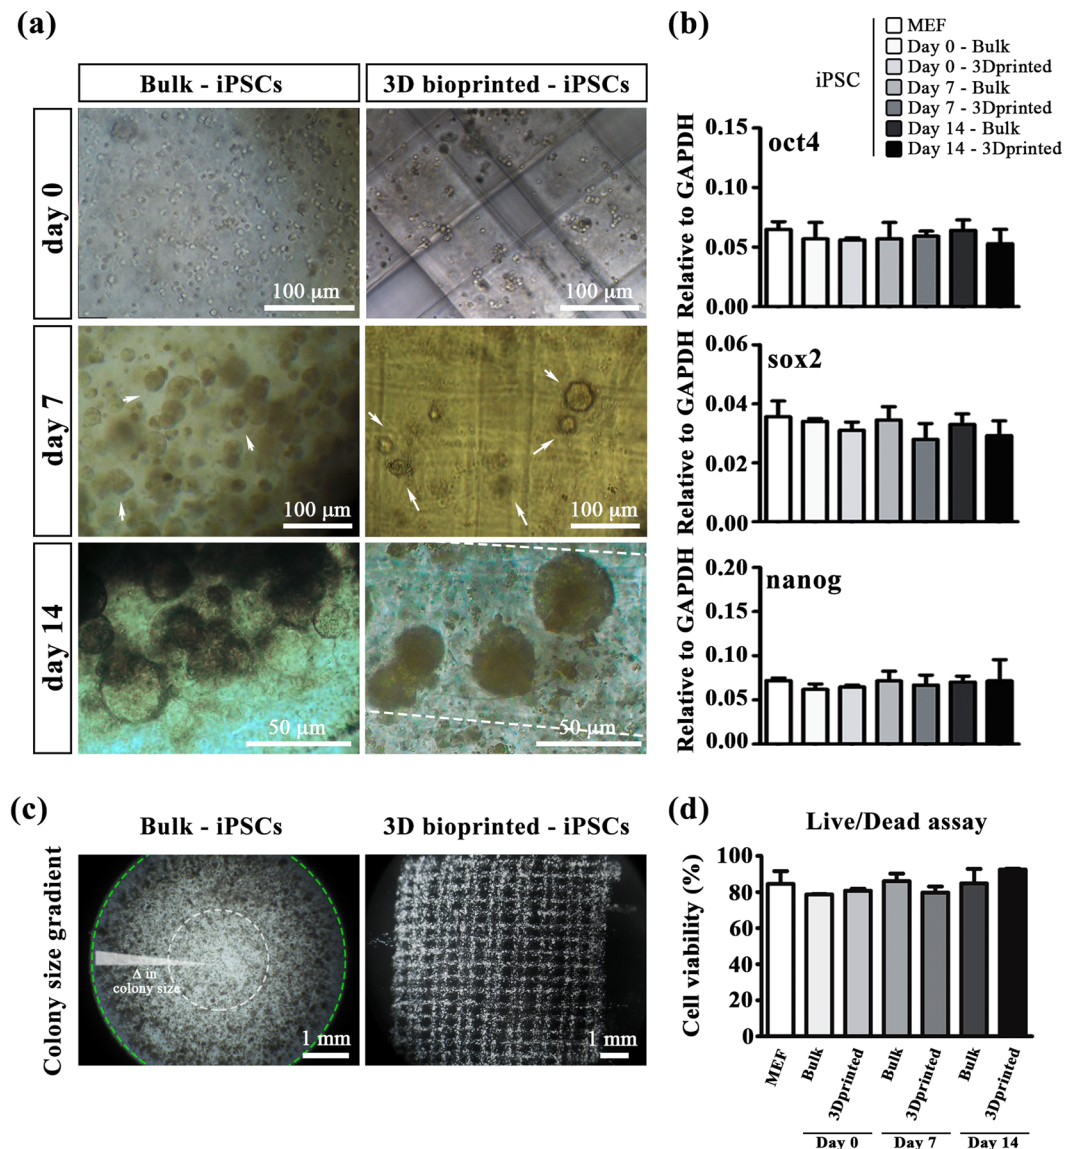 (a)
Bulk - iPSCs
3D bioprinted - iPSCs
day 0
100 μm
100 μm
day 7
100 μm
100 μm
day 14
50 μm
50 μm
(b)
iPSC
MEF
Day 0 - Bulk
Day 0 - 3Dprinted
Day 7 - Bulk
Day 7 - 3Dprinted
Day 14 - Bulk
Day 14 - 3Dprinted
Relative to GAPDH
0.15
0.10
0.05
0.00
oct4
Relative to GAPDH
0.06
0.04
0.02
0.00
sox2
Relative to GAPDH
0.20
0.15
0.10
0.05
0.00
nanog
(c)
Bulk - iPSCs
3D bioprinted - iPSCs
Colony size gradient
Δ in
colony size
1 mm
1 mm
(d)
Live/Dead assay
Cell viability (%)
100
80
60
40
20
0
MEF
Bulk
3Dprinted
Bulk
3Dprinted
Bulk
3Dprinted
Day 0
Day 7
Day 14